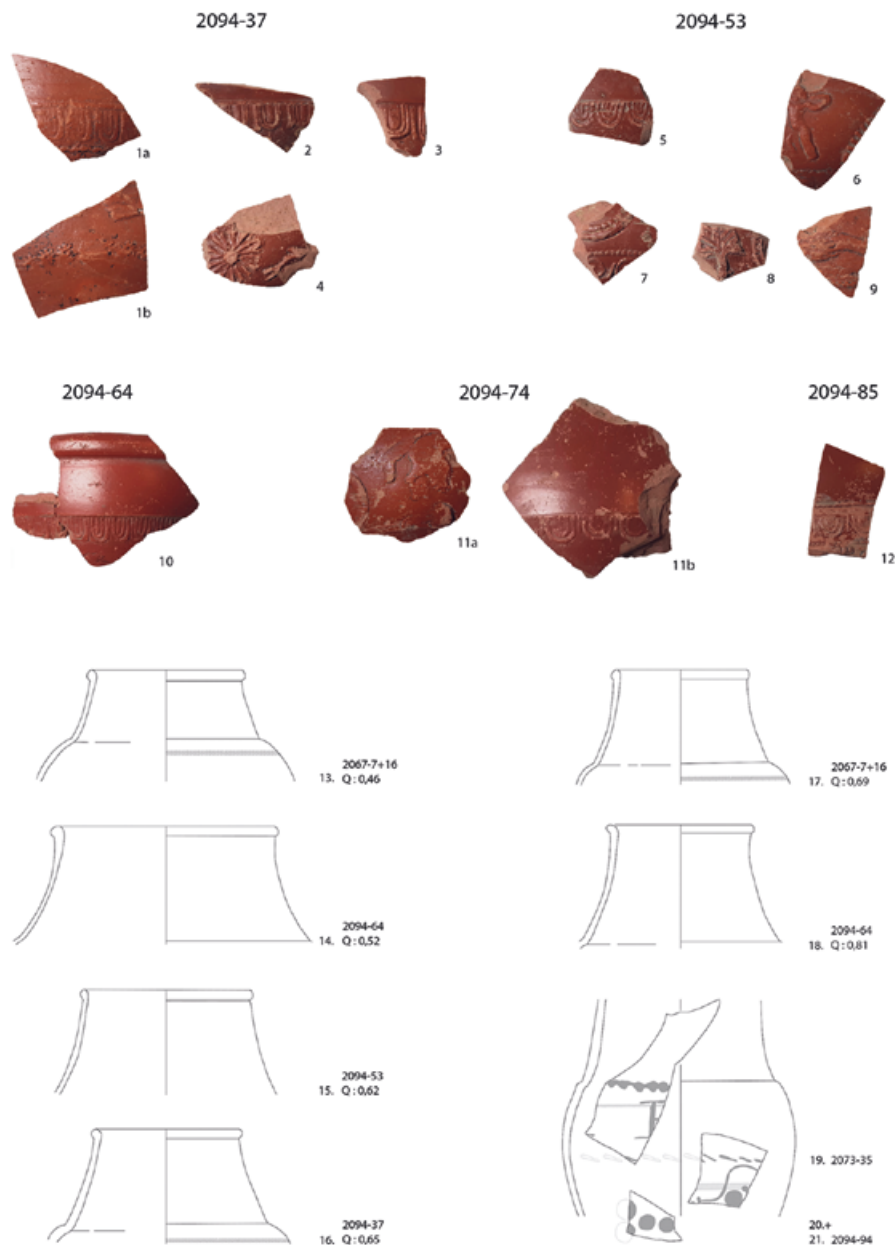 2094-37
2094-53
1a
2
3
5
6
1b
4
7
8
9
2094-64
2094-74
2094-85
10
11a
11b
12
2067-7+16
13. Q : 0,46
2067-7+16
17. Q : 0,69
2094-64
14. Q : 0,52
2094-64
18. Q : 0,81
2094-53
15. Q : 0,62
19. 2073-35
2094-37
16. Q : 0,65
20.+
21. 2094-94